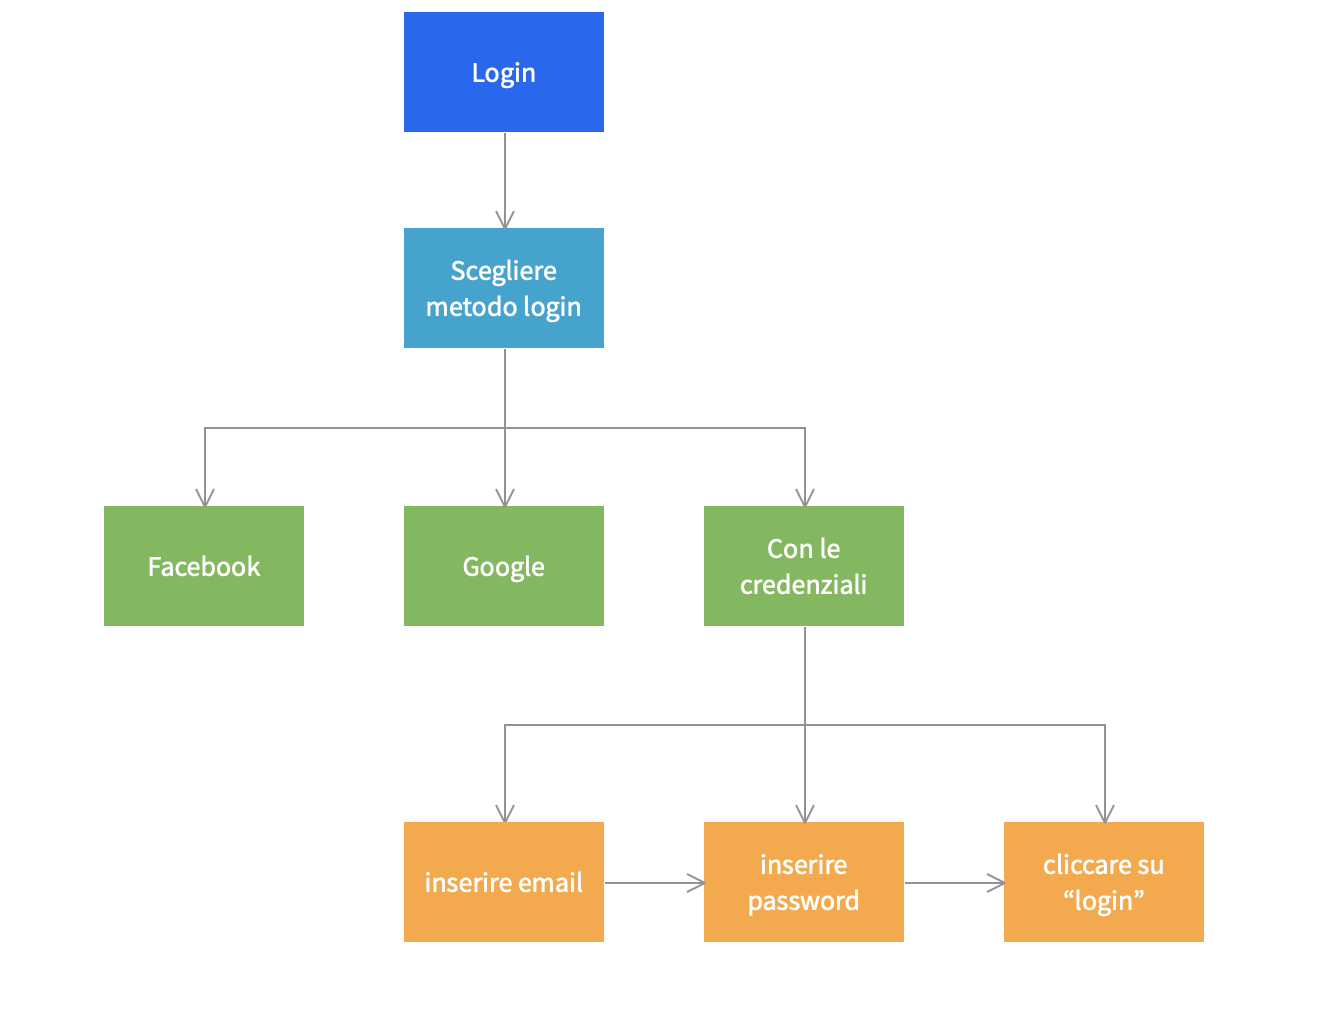 Login
Scegliere
metodo login
Facebook
Google
Con le
credenziali
inserire email
inserire
password
cliccare su
“login”